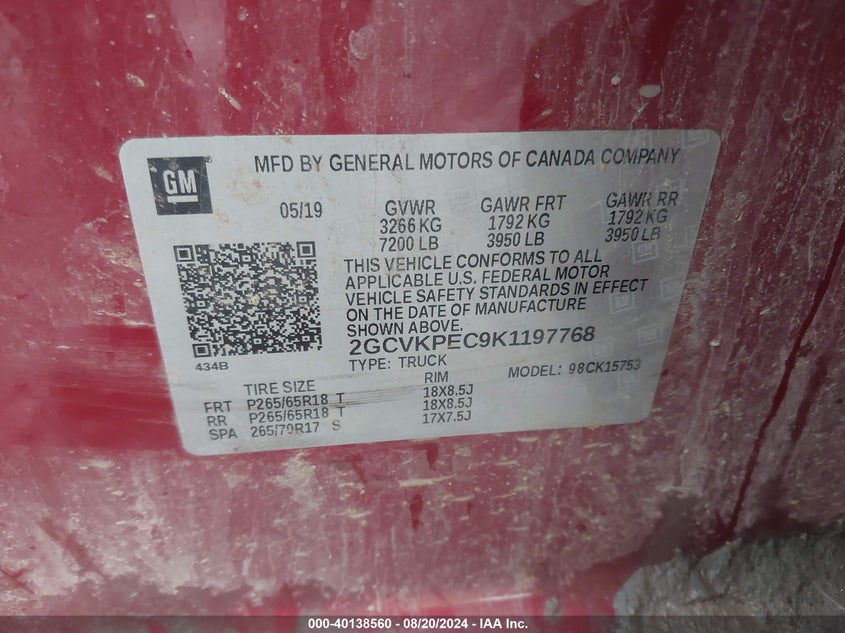 GM
MFD BY GENERAL MOTORS OF CANADA COMPANY
05/19 GVWR GAWR FRT GAWR RR
3266 KG 1792 KG 1792 KG
7200 LB 3950 LB 3950 LB
THIS VEHICLE CONFORMS TO ALL
APPLICABLE U.S. FEDERAL MOTOR
VEHICLE SAFETY STANDARDS IN EFFECT
ON THE DATE OF MANUFACTURE
SHOWN ABOVE.
2GCVKPEC9K1197768
434B TYPE: TRUCK MODEL: 98CK15753
TIRE SIZE RIM
FRT P265/65R18 T 18X8.5J
RR P265/65R18 T 18X8.5J
SPA 265/70R17 S 17X7.5J
000-40138560 - 08/20/2024 - IAA Inc.